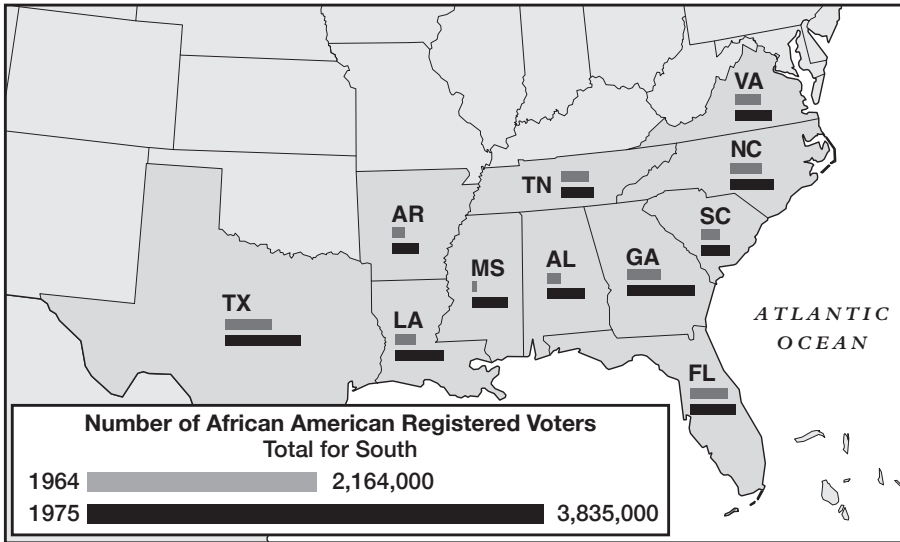 VA
NC
TN
SC
AR
GA
AL
MS
TX
LA
ATLANTIC
OCEAN
FL
Number of African American Registered Voters
Total for South
1964 2,164,000
1975 3,835,000